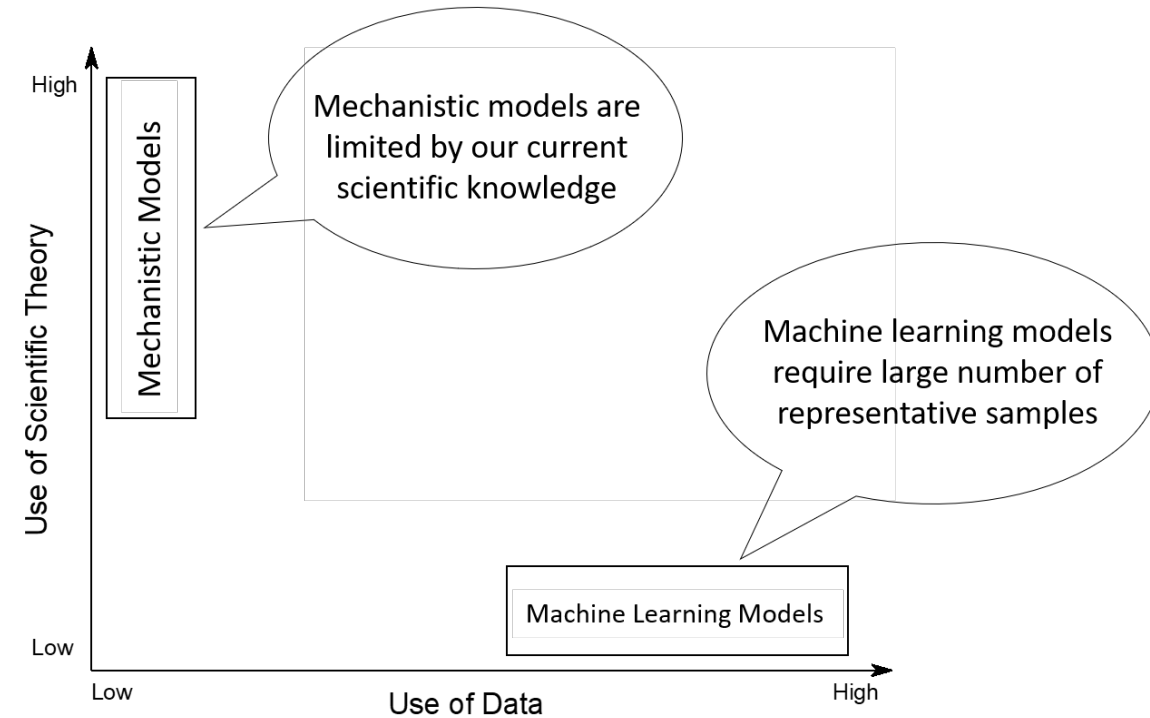 High
Mechanistic Models
Mechanistic models are
limited by our current
scientific knowledge
Use of Scientific Theory
Machine learning models
require large number of
representative samples
Machine Learning Models
Low
Low
Use of Data
High